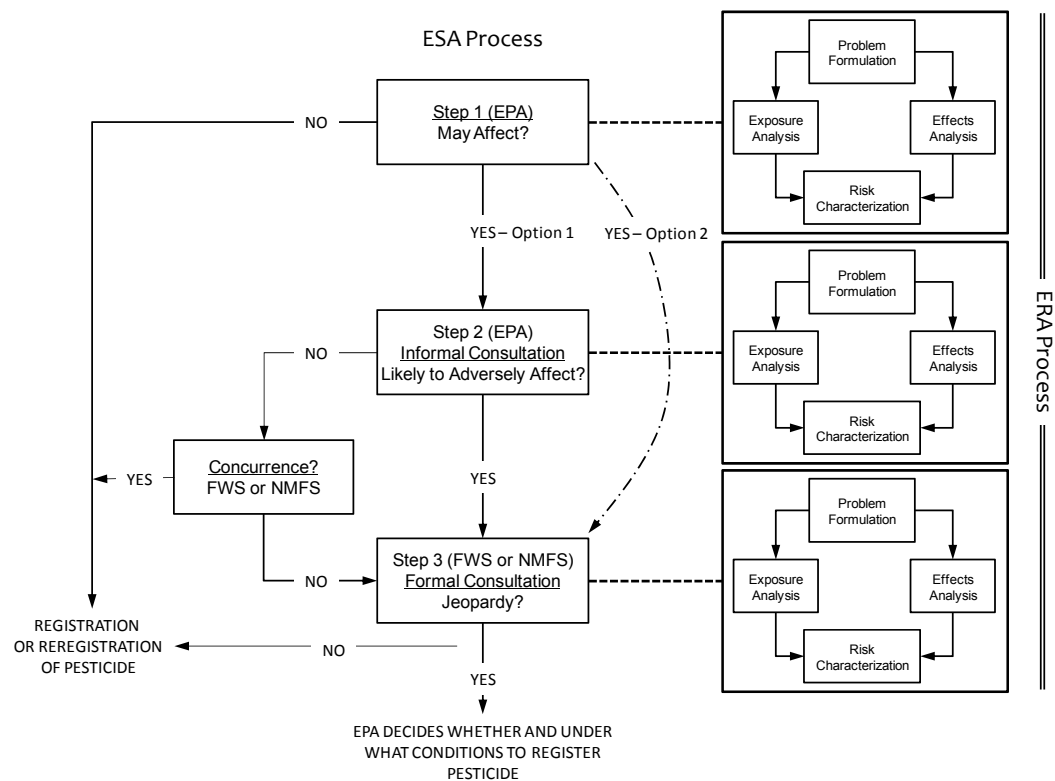 ESA Process
Step 1 (EPA)
May Affect?
NO
YES – Option 1
YES – Option 2
Step 2 (EPA)
Informal Consultation
Likely to Adversely Affect?
NO
Concurrence?
FWS or NMFS
YES
YES
NO
Step 3 (FWS or NMFS)
Formal Consultation
Jeopardy?
REGISTRATION
OR REREGISTRATION
OF PESTICIDE
NO
YES
EPA DECIDES WHETHER AND UNDER
WHAT CONDITIONS TO REGISTER
PESTICIDE
Problem
Formulation
Exposure
Analysis
Effects
Analysis
Risk
Characterization
Problem
Formulation
Exposure
Analysis
Effects
Analysis
Risk
Characterization
Problem
Formulation
Exposure
Analysis
Effects
Analysis
Risk
Characterization
ERA Process